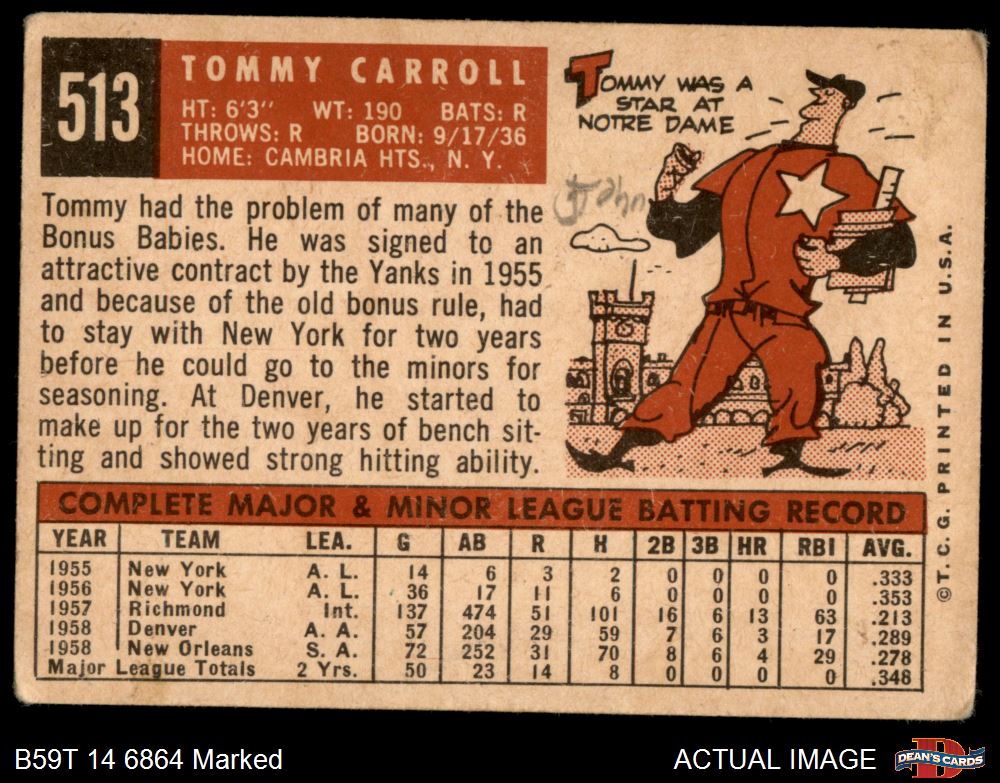 513
TOMMY CARROLL
HT: 6'3" WT: 190 BATS: R
THROWS: R BORN: 9/17/36
HOME: CAMBRIA HTS., N. Y.
TOMMY WAS A
STAR AT
NOTRE DAME
John
Tommy had the problem of many of the
Bonus Babies. He was signed to an
attractive contract by the Yanks in 1955
and because of the old bonus rule, had
to stay with New York for two years
before he could go to the minors for
seasoning. At Denver, he started to
make up for the two years of bench sit-
ting and showed strong hitting ability.
© T. C. G. PRINTED IN U.S.A.
COMPLETE MAJOR & MINOR LEAGUE BATTING RECORD
YEAR TEAM LEA. G AB R H 2B 3B HR RBI AVG.
1955 New York A. L. 14 6 3 2 0 0 0 0 .333
1956 New York A. L. 36 17 11 6 0 0 0 0 .353
1957 Richmond Int. 137 474 51 101 16 6 13 63 .213
1958 Denver A. A. 57 204 29 59 7 6 3 17 .289
1958 New Orleans S. A. 72 252 31 70 8 6 4 29 .278
Major League Totals 2 Yrs. 50 23 14 8 0 0 0 0 .348
B59T 14 6864 Marked
ACTUAL IMAGE
D
DEAN'S CARDS